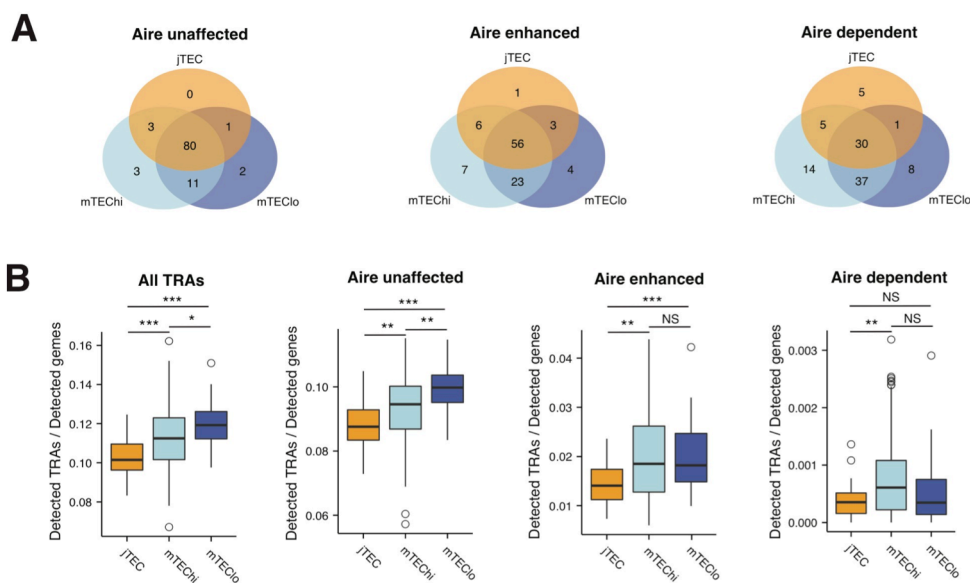 A
Aire unaffected
jTEC
0
3
1
80
3
2
11
mTEChi
mTEClo
Aire enhanced
jTEC
1
6
3
56
7
4
23
mTEChi
mTEClo
Aire dependent
jTEC
5
5
1
30
14
8
37
mTEChi
mTEClo
B
All TRAs
***
***
*
Detected TRAs / Detected genes
0.16
0.14
0.12
0.10
0.08
jTEC
mTEChi
mTEClo
Aire unaffected
***
**
**
Detected TRAs / Detected genes
0.10
0.08
0.06
jTEC
mTEChi
mTEClo
Aire enhanced
***
**
NS
Detected TRAs / Detected genes
0.04
0.03
0.02
0.01
jTEC
mTEChi
mTEClo
Aire dependent
NS
**
NS
Detected TRAs / Detected genes
0.003
0.002
0.001
0.000
jTEC
mTEChi
mTEClo